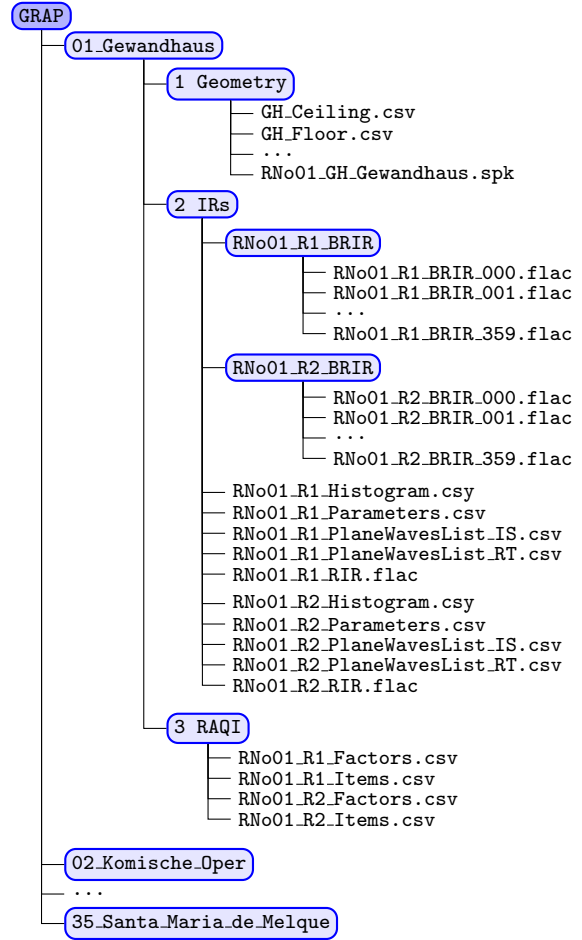 GRAP
01_Gewandhaus
1 Geometry
GH_Ceiling.csv
GH_Floor.csv
...
RNo01_GH_Gewandhaus.spk
2 IRs
RNo01_R1_BRIR
RNo01_R1_BRIR_000.flac
RNo01_R1_BRIR_001.flac
...
RNo01_R1_BRIR_359.flac
RNo01_R2_BRIR
RNo01_R2_BRIR_000.flac
RNo01_R2_BRIR_001.flac
...
RNo01_R2_BRIR_359.flac
RNo01_R1_Histogram.csy
RNo01_R1_Parameters.csv
RNo01_R1_PlaneWavesList_IS.csv
RNo01_R1_PlaneWavesList_RT.csv
RNo01_R1_RIR.flac
RNo01_R2_Histogram.csy
RNo01_R2_Parameters.csv
RNo01_R2_PlaneWavesList_IS.csv
RNo01_R2_PlaneWavesList_RT.csv
RNo01_R2_RIR.flac
3 RAQI
RNo01_R1_Factors.csv
RNo01_R1_Items.csv
RNo01_R2_Factors.csv
RNo01_R2_Items.csv
02_Komische_Oper
...
35_Santa_Maria_de_Melque